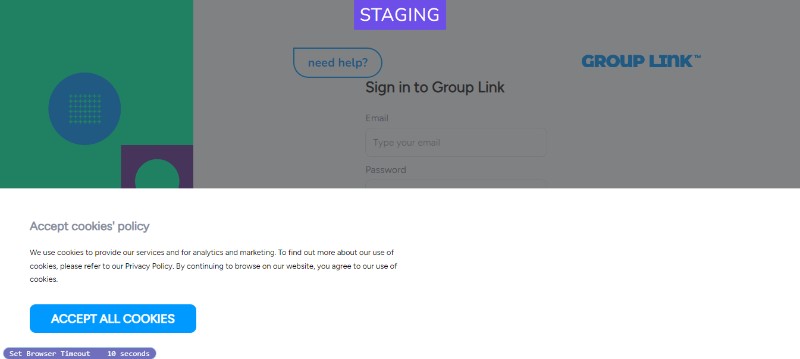 STAGING
need help?
GROUP LINK™
Sign in to Group Link
Email
Type your email
Password
Accept cookies' policy
We use cookies to provide our services and for analytics and marketing. To find out more about our use of
cookies, please refer to our Privacy Policy. By continuing to browse on our website, you agree to our use of
cookies.
ACCEPT ALL COOKIES
Set Browser Timeout 10 seconds